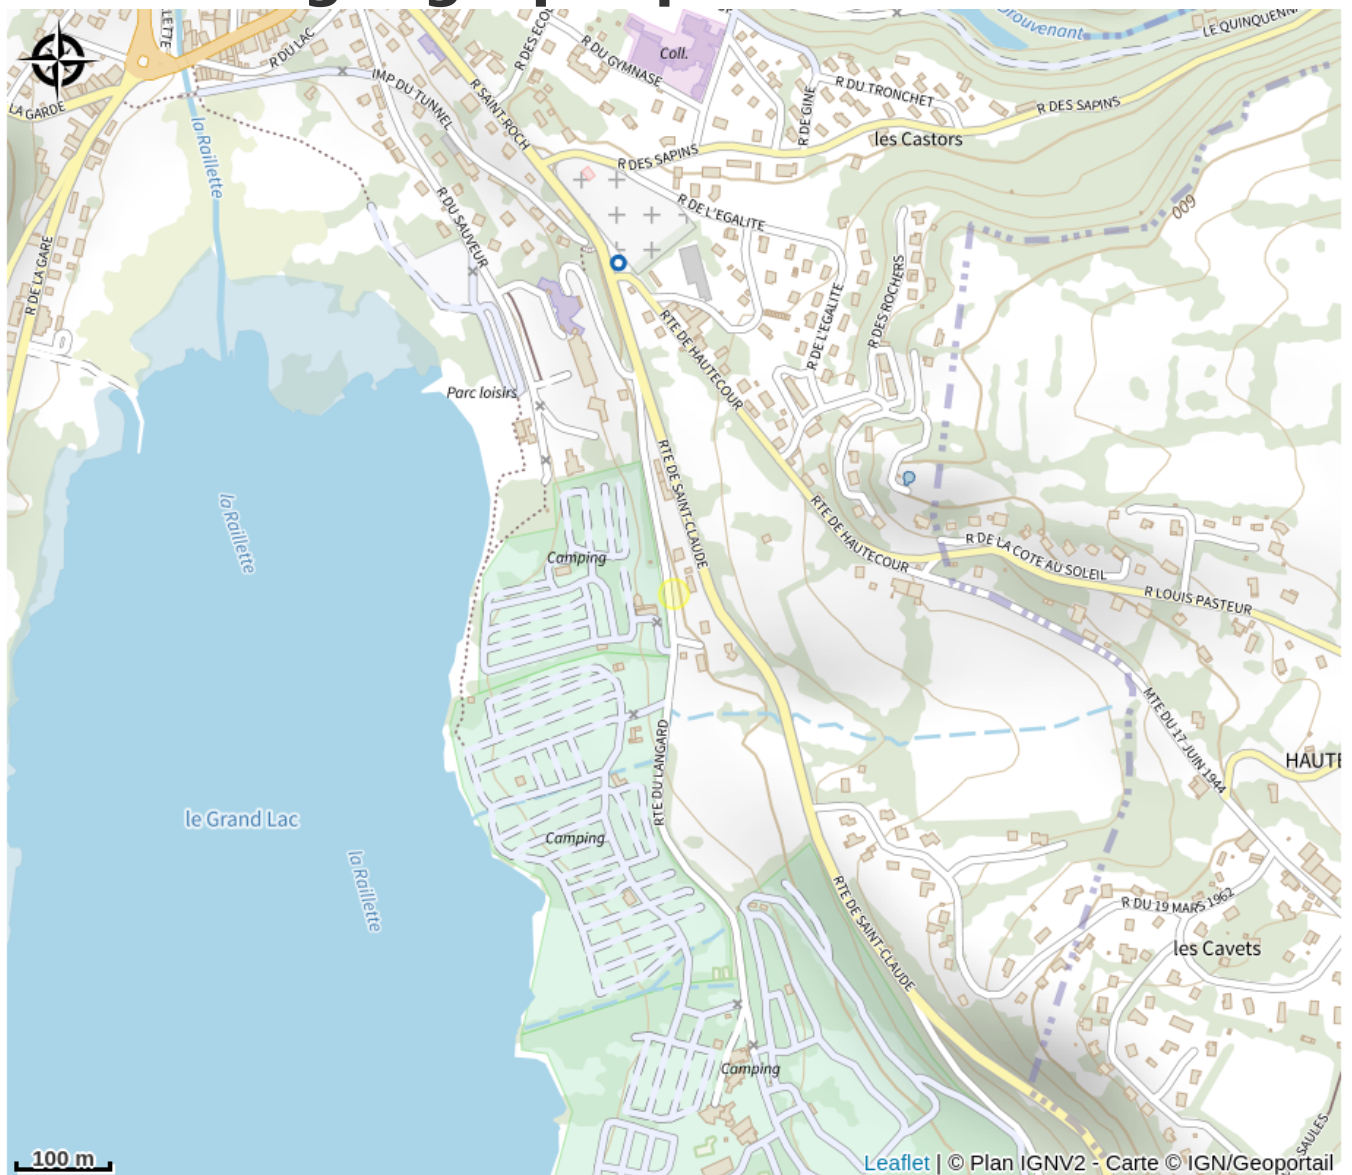 R DU LAC
R DES ECOL
R DU GYMNASE
Coll.
Drouvenant
LE QUINQUENN
LA GARDE
IMP DU TUNNEL
R SAINT-ROCH
R DE GINE
R DU TRONCHET
R DES SAPINS
les Castors
R DES SAPINS
la Raillette
R DU SAUVEUR
R DE L'EGALITE
600
R DE LA GARE
R DE L'EGALITE
R DES ROCHERS
RTE DE HAUTECOUR
Parc loisirs
RTE DE SAINT-CLAUDE
la Raillette
RTE DE HAUTECOUR
Camping
R DE LA COTE AU SOLEIL
R LOUIS PASTEUR
MTE DU 17 JUIN 1944
HAUTE
RTE DU LANGARD
le Grand Lac
Camping
la Raillette
RTE DE SAINT-CLAUDE
R DU 19 MARS 1962
les Cavets
Camping
SAULES
100 m
Leaflet | © Plan IGNV2 - Carte © IGN/Geoportail